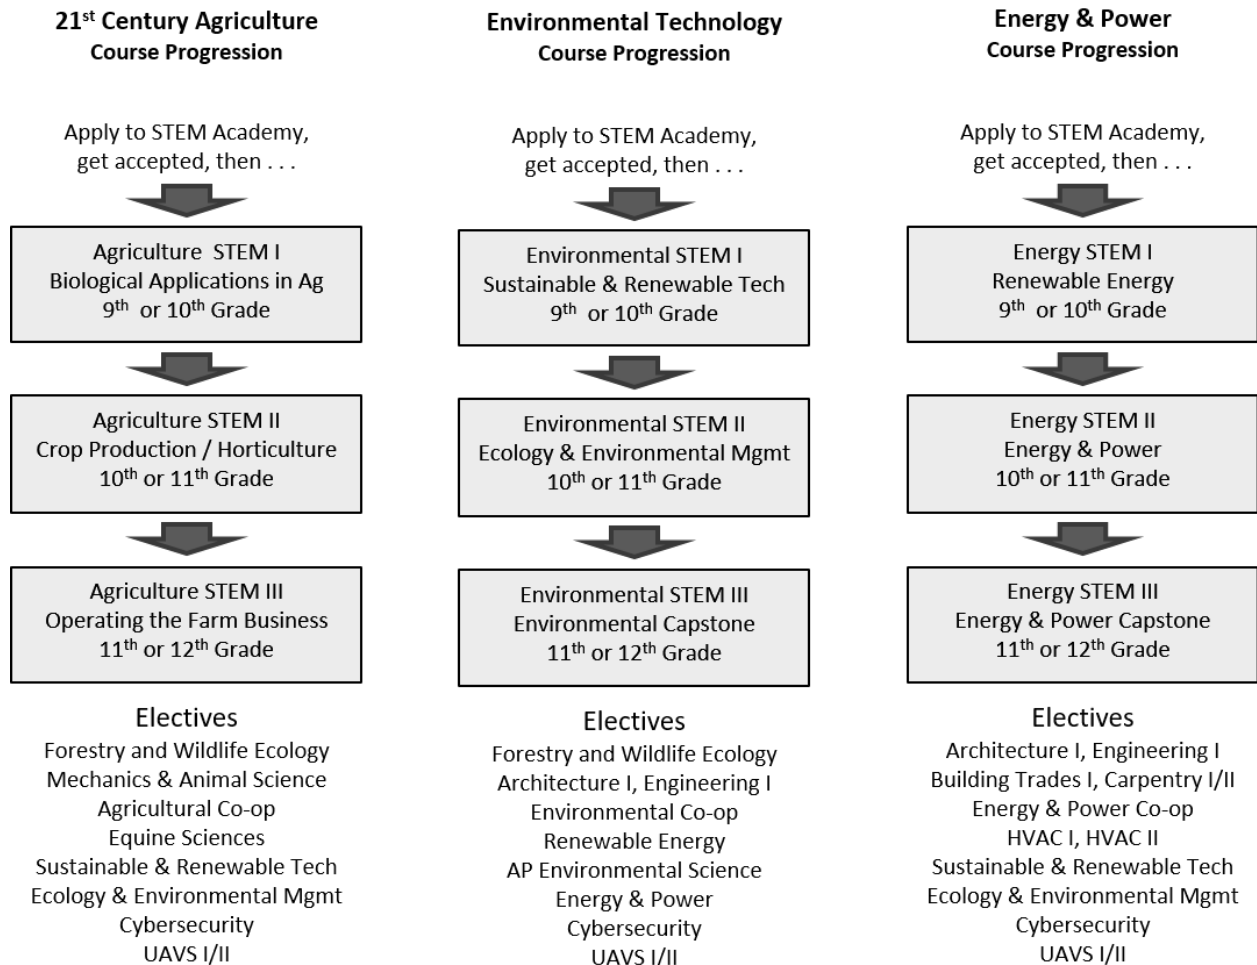 21st Century Agriculture
Course Progression
Apply to STEM Academy,
get accepted, then . . .
Agriculture STEM I
Biological Applications in Ag
9th or 10th Grade
Agriculture STEM II
Crop Production / Horticulture
10th or 11th Grade
Agriculture STEM III
Operating the Farm Business
11th or 12th Grade
Electives
Forestry and Wildlife Ecology
Mechanics & Animal Science
Agricultural Co-op
Equine Sciences
Sustainable & Renewable Tech
Ecology & Environmental Mgmt
Cybersecurity
UAVS I/II
Environmental Technology
Course Progression
Apply to STEM Academy,
get accepted, then . . .
Environmental STEM I
Sustainable & Renewable Tech
9th or 10th Grade
Environmental STEM II
Ecology & Environmental Mgmt
10th or 11th Grade
Environmental STEM III
Environmental Capstone
11th or 12th Grade
Electives
Forestry and Wildlife Ecology
Architecture I, Engineering I
Environmental Co-op
Renewable Energy
AP Environmental Science
Energy & Power
Cybersecurity
UAVS I/II
Energy & Power
Course Progression
Apply to STEM Academy,
get accepted, then . . .
Energy STEM I
Renewable Energy
9th or 10th Grade
Energy STEM II
Energy & Power
10th or 11th Grade
Energy STEM III
Energy & Power Capstone
11th or 12th Grade
Electives
Architecture I, Engineering I
Building Trades I, Carpentry I/II
Energy & Power Co-op
HVAC I, HVAC II
Sustainable & Renewable Tech
Ecology & Environmental Mgmt
Cybersecurity
UAVS I/II